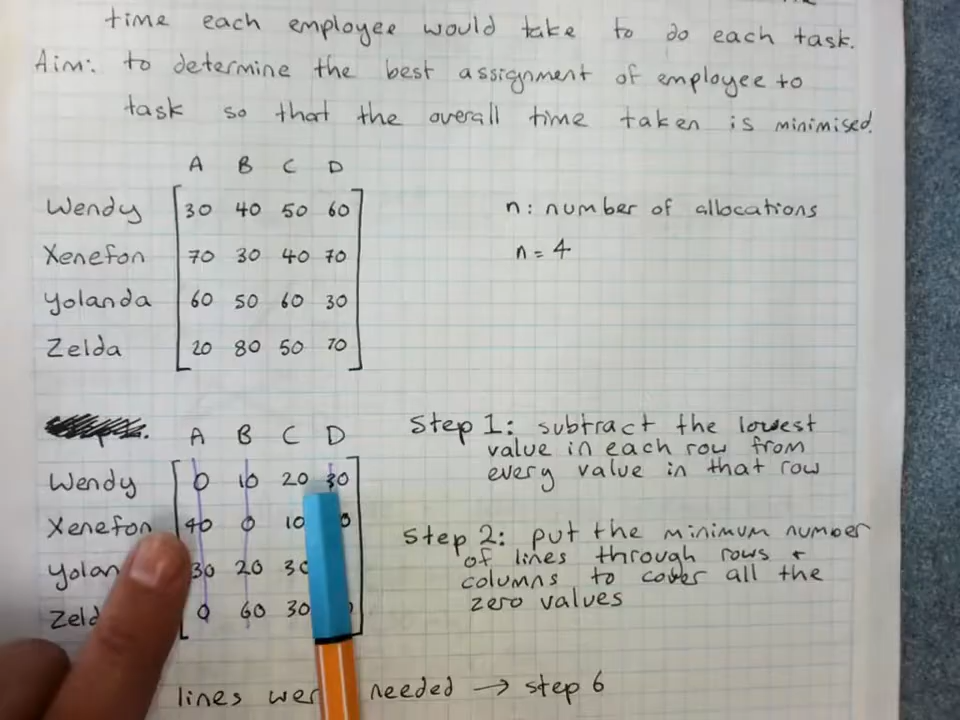 time each employee would take to do each task.
Aim: to determine the best assignment of employee to
task so that the overall time taken is minimised.
A B C D
Wendy 30 40 50 60
Xenefon 70 30 40 70
Yolanda 60 50 60 30
Zelda 20 80 50 70
n: number of allocations
n = 4
A B C D
Wendy 0 10 20 30
Xenefon 40 0 10
30 20
0 60 30
Step 1: subtract the lowest
value in each row from
every value in that row
Step 2: put the minimum number
of lines through rows +
columns to cover all the
zero values
lines needed → step 6